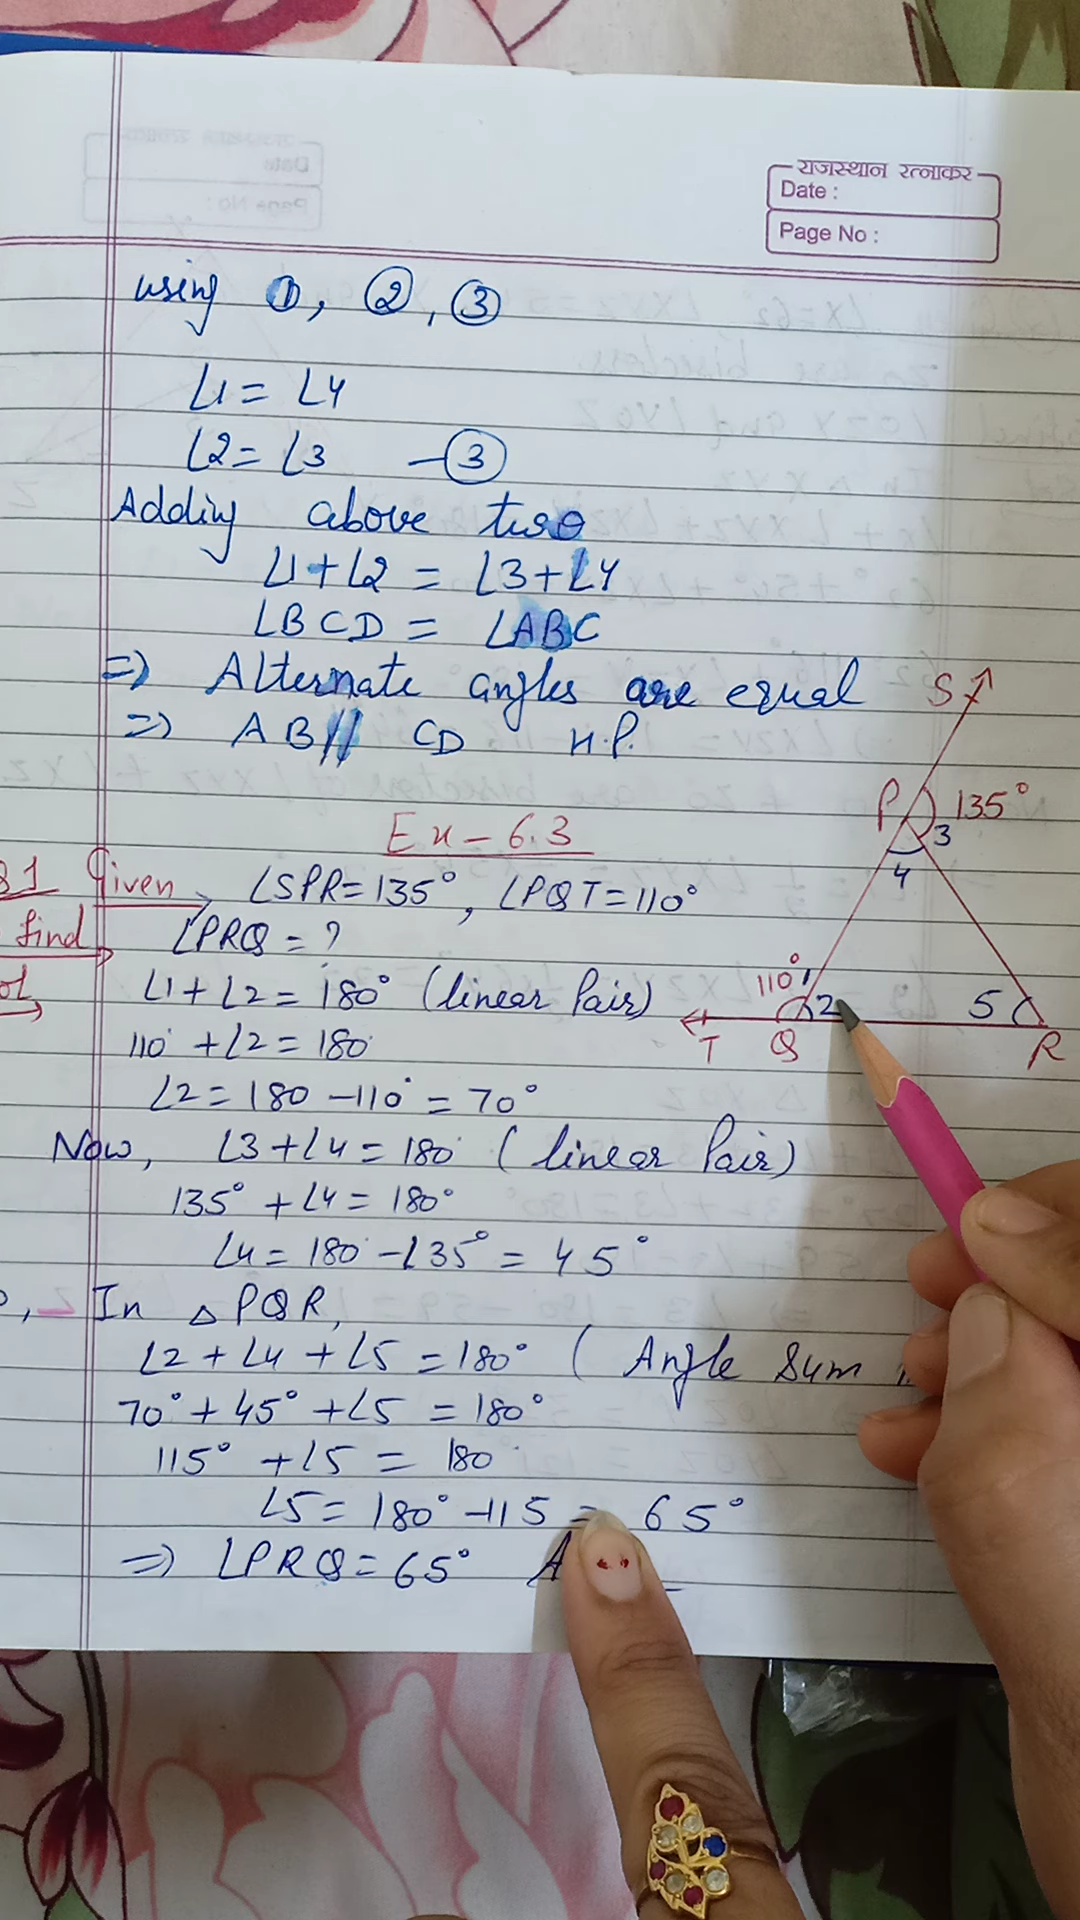 राजस्थान रत्नाकर
Date :
Page No :
using ①, ②, ③
∠1 = ∠4
∠2 = ∠3 —③
Adding above two
∠1 + ∠2 = ∠3 + ∠4
∠BCD = ∠ABC
=) Alternate angles are equal
=) AB || CD H.P.
Ex - 6.3
Q1 Given ∠SPR = 135°, ∠PQT = 110°
find ∠PRQ = ?
∠1 + ∠2 = 180° (linear Pair)
110 + ∠2 = 180
∠2 = 180 - 110° = 70°
Now, ∠3 + ∠4 = 180 (linear Pair)
135° + ∠4 = 180°
∠4 = 180 - 135° = 45°
In △PQR,
∠2 + ∠4 + ∠5 = 180° (Angle Sum
70° + 45° + ∠5 = 180°
115° + ∠5 = 180
∠5 = 180° - 115 = 65°
=) ∠PRQ = 65° A
S
P 135°
3
4
110° 1
2 5
T Q R